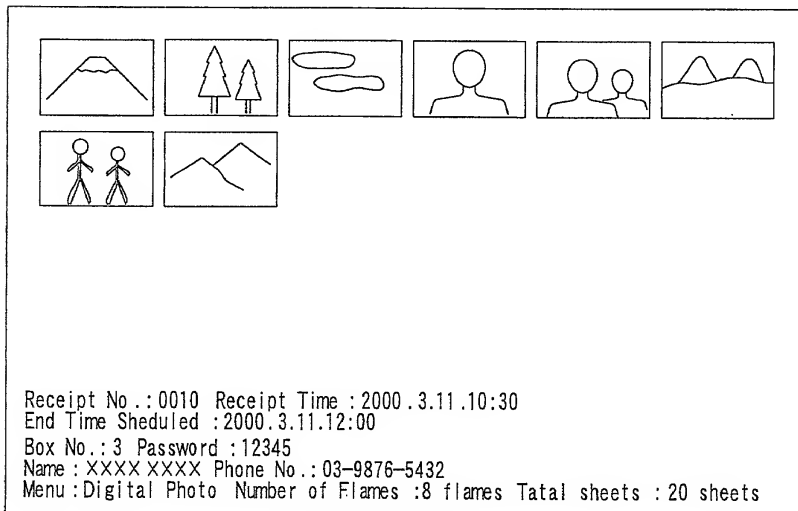 Receipt No.:0010 Receipt Time :2000.3.11.10:30
End Time Sheduled :2000.3.11.12:00
Box No.:3 Password :12345
Name : XXXX XXXX Phone No.:03-9876-5432
Menu :Digital Photo Number of Flames :8 flames Tatal sheets : 20 sheets